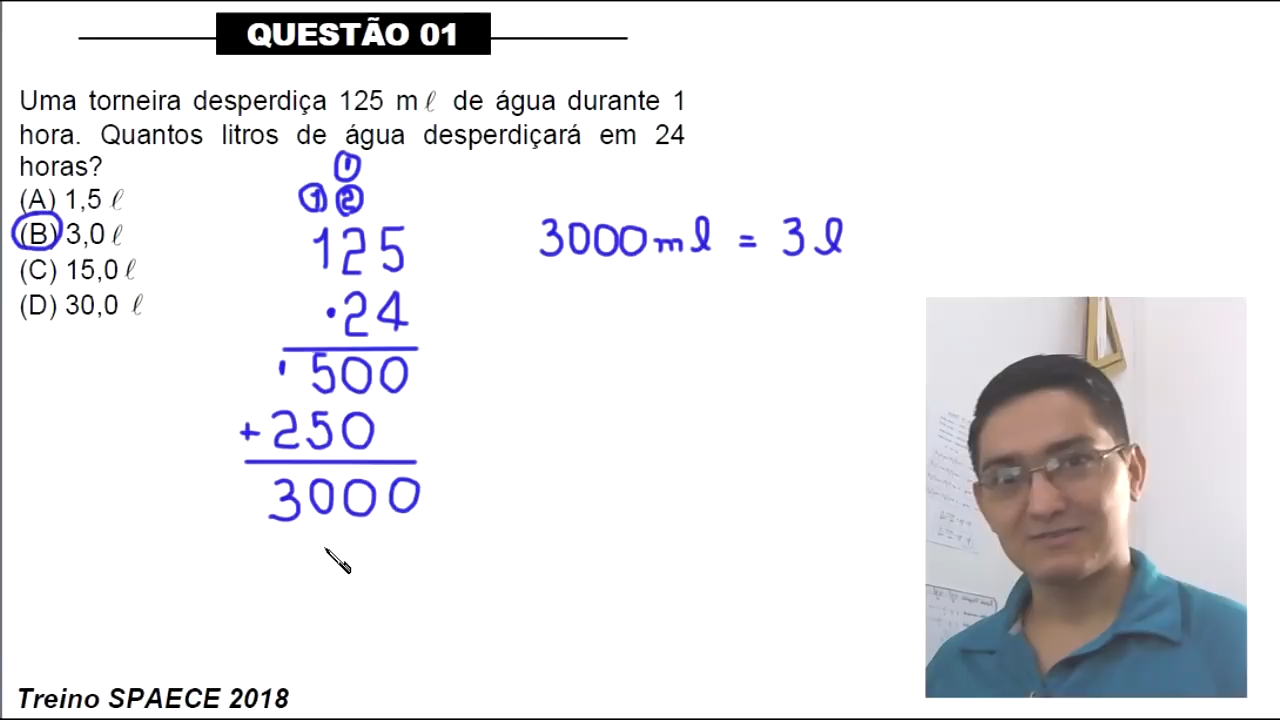 QUESTÃO 01
Uma torneira desperdiça 125 mℓ de água durante 1
hora. Quantos litros de água desperdiçará em 24
horas?
(A) 1,5 ℓ
(B) 3,0 ℓ
(C) 15,0 ℓ
(D) 30,0 ℓ
1
1 2
125
.24
500
+250
3000
3000ml = 3l
Treino SPAECE 2018